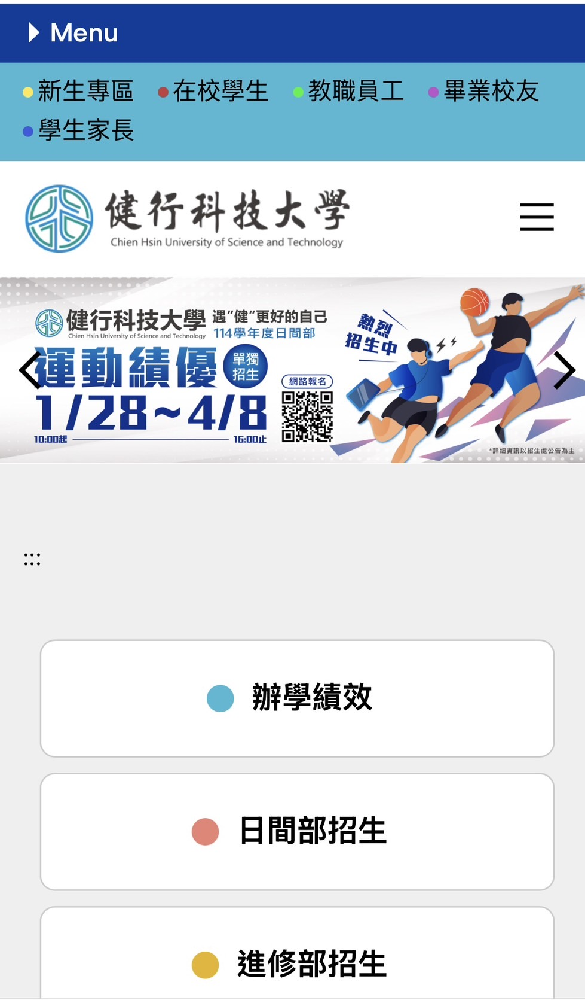 Menu
新生專區 在校學生 教職員工 畢業校友
學生家長
健行科技大學
Chien Hsin University of Science and Technology
健行科技大學 遇"健"更好的自己
Chien Hsin University of Science and Technology 114學年度日間部
運動績優 單獨招生
1/28~4/8
10:00起 16:00止
網路報名
熱烈
招生中
*詳細資訊以招生處公告為主
:::
辦學績效
日間部招生
進修部招生